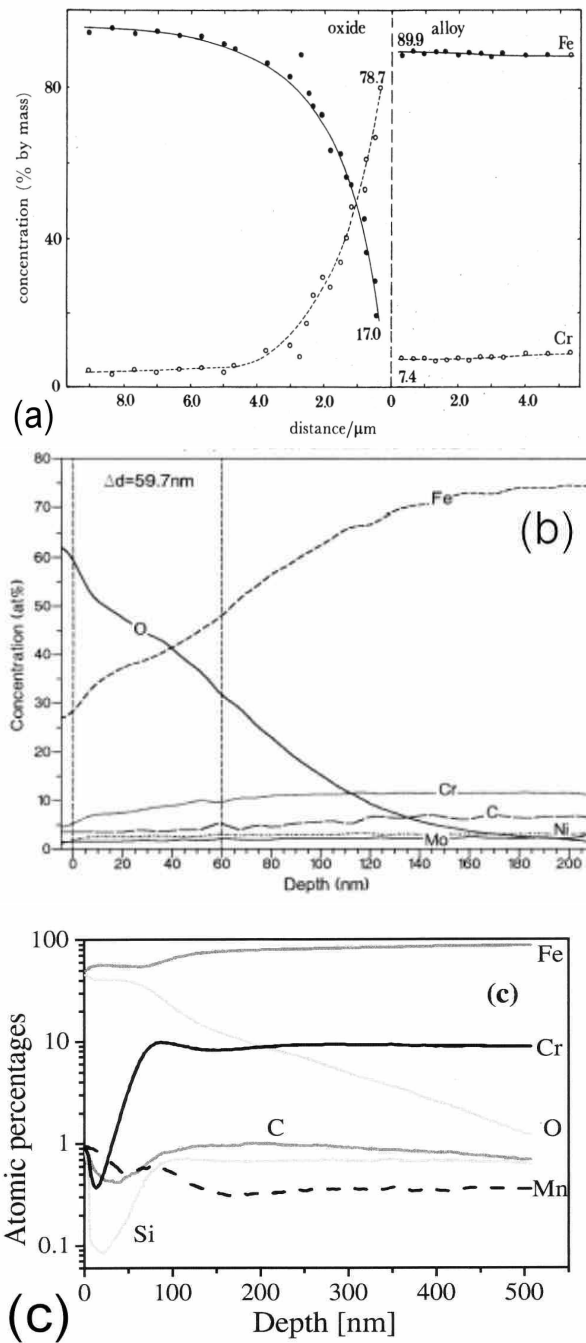 oxide alloy
89.9 Fe
80
78.7
concentration (% by mass)
40
17.0
Cr
0
7.4
8.0 6.0 4.0 2.0 0 2.0 4.0
distance/μm
(a)
80
Δd=59.7nm
Fe
70
(b)
60
50
O
Concentration (at%)
40
30
20
Cr
10
C
Ni
Mo
0
0 20 40 60 80 100 120 140 160 180 200
Depth (nm)
100
Fe
(c)
10
Cr
Atomic percentages
C
1
O
Mn
Si
0.1
0 100 200 300 400 500
Depth [nm]
(c)